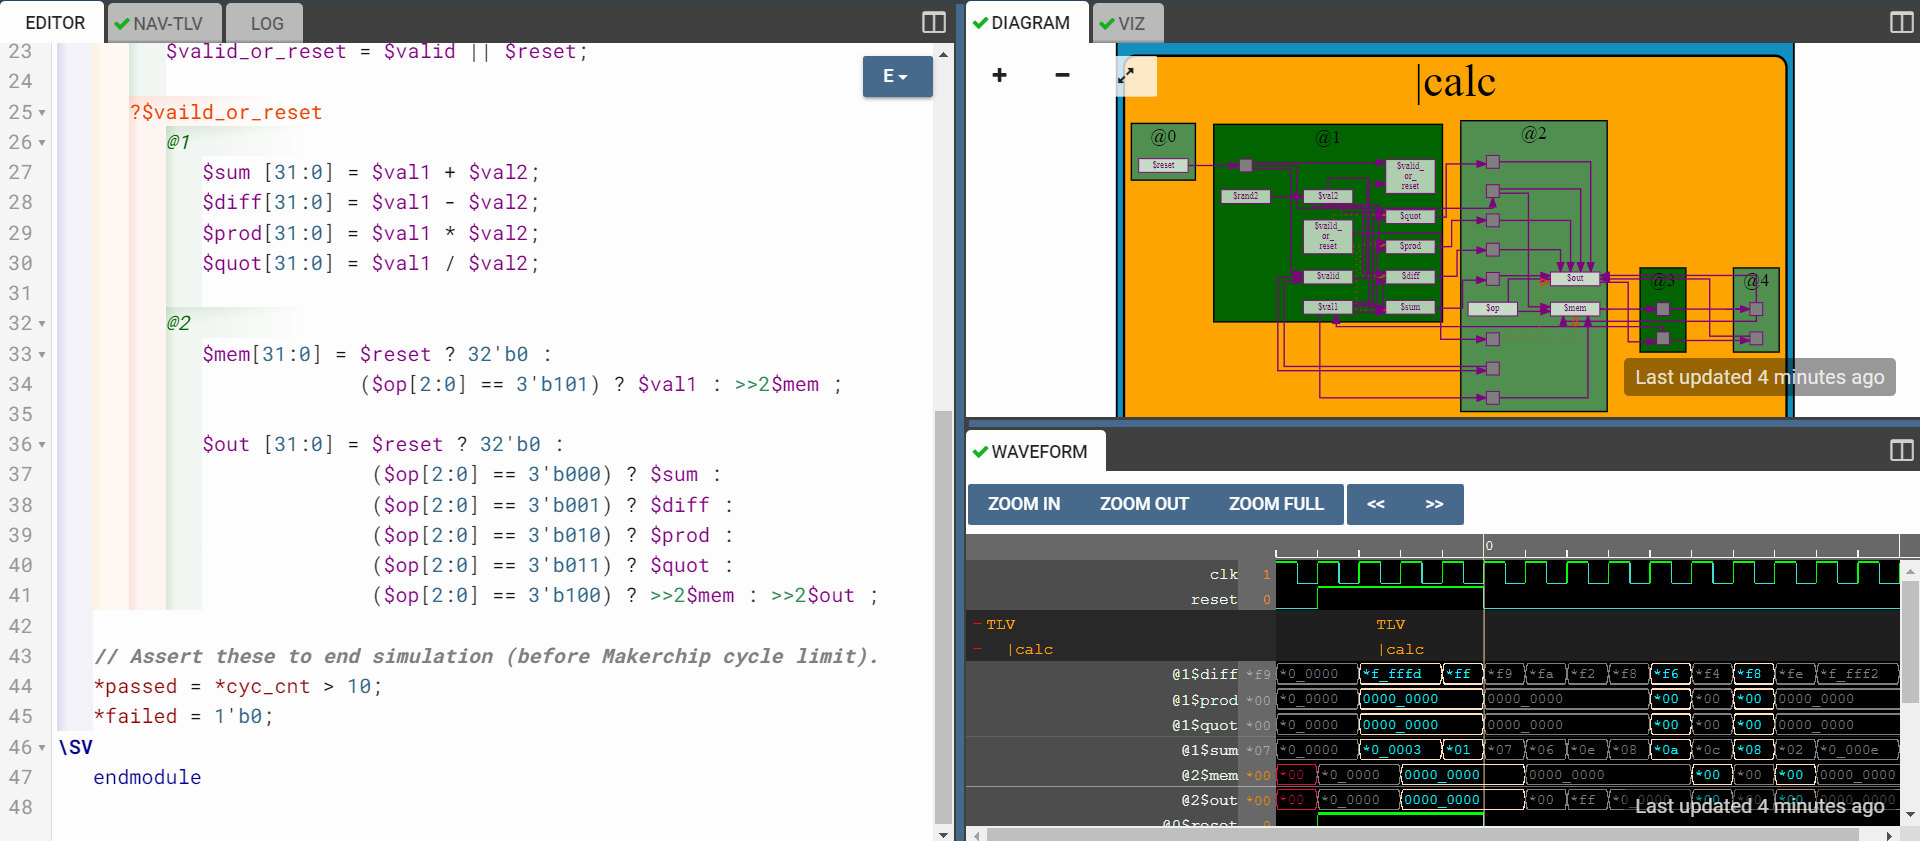 EDITOR
NAV-TLV
LOG
E
23 $valid_or_reset = $valid || $reset;
24
25 ?$vaild_or_reset
26 @1
27 $sum [31:0] = $val1 + $val2;
28 $diff[31:0] = $val1 - $val2;
29 $prod[31:0] = $val1 * $val2;
30 $quot[31:0] = $val1 / $val2;
31
32 @2
33 $mem[31:0] = $reset ? 32'b0 :
34 ($op[2:0] == 3'b101) ? $val1 : >>2$mem ;
35
36 $out [31:0] = $reset ? 32'b0 :
37 ($op[2:0] == 3'b000) ? $sum :
38 ($op[2:0] == 3'b001) ? $diff :
39 ($op[2:0] == 3'b010) ? $prod :
40 ($op[2:0] == 3'b011) ? $quot :
41 ($op[2:0] == 3'b100) ? >>2$mem : >>2$out ;
42
43 // Assert these to end simulation (before Makerchip cycle limit).
44 *passed = *cyc_cnt > 10;
45 *failed = 1'b0;
46 \SV
47 endmodule
48
DIAGRAM
VIZ
+ −
|calc
@0
$reset
@1
$rand2
$val2
$vaild_
or_
reset
$valid
$val1
$valid_
or_
reset
$quot
$prod
$diff
$sum
@2
$out
$op
$mem
@3
@4
Last updated 4 minutes ago
WAVEFORM
ZOOM IN
ZOOM OUT
ZOOM FULL
<<
>>
0
clk 1
reset 0
TLV TLV
|calc |calc
@1$diff *f9 *0_0000 *f_fffd *ff *f9 *fa *f2 *f8 *f6 *f4 *f8 *fe *f_fff2
@1$prod *00 *0_0000 0000_0000 0000_0000 *00 *00 *00 0000_0000
@1$quot *00 *0_0000 0000_0000 0000_0000 *00 *00 *00 0000_0000
@1$sum *07 *0_0000 *0_0003 *01 *07 *06 *0e *08 *0a *0c *08 *02 *0_000e
@2$mem *00 *00 *0_0000 0000_0000 0000_0000 *00 *00 *00 0000_0000
@2$out *00 *00 *0_0000 0000_0000 *00 *ff
Last updated 4 minutes ago
@0$reset 0